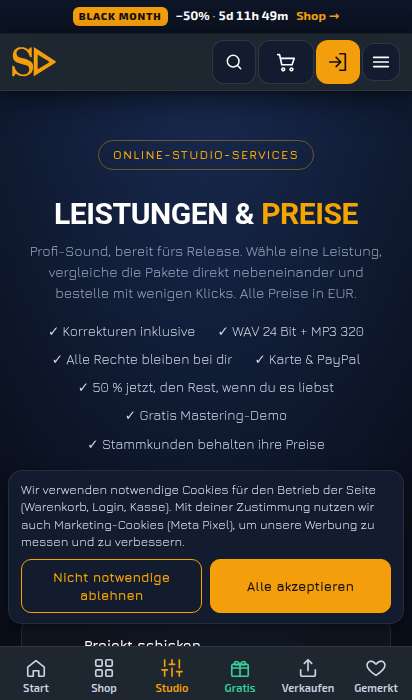 BLACK MONTH −50% · 5d 11h 49m Shop →
SD
ONLINE-STUDIO-SERVICES
LEISTUNGEN & PREISE
Profi-Sound, bereit fürs Release. Wähle eine Leistung,
vergleiche die Pakete direkt nebeneinander und
bestelle mit wenigen Klicks. Alle Preise in EUR.
✓ Korrekturen inklusive ✓ WAV 24 Bit + MP3 320
✓ Alle Rechte bleiben bei dir ✓ Karte & PayPal
✓ 50 % jetzt, den Rest, wenn du es liebst
✓ Gratis Mastering-Demo
✓ Stammkunden behalten ihre Preise
Wir verwenden notwendige Cookies für den Betrieb der Seite
(Warenkorb, Login, Kasse). Mit deiner Zustimmung nutzen wir
auch Marketing-Cookies (Meta Pixel), um unsere Werbung zu
messen und zu verbessern.
Nicht notwendige
ablehnen
Alle akzeptieren
Projekt schicken
Start Shop Studio Gratis Verkaufen Gemerkt